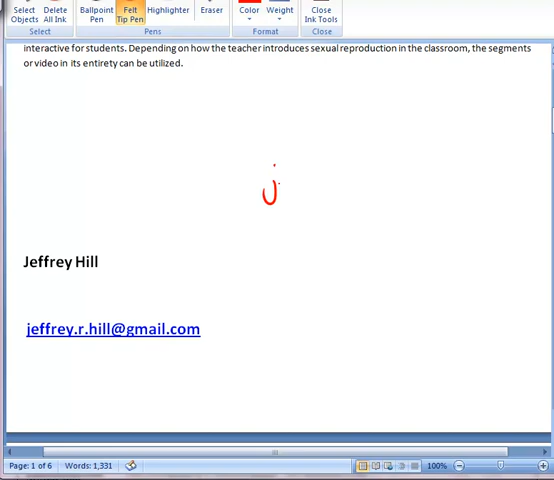 Select Delete Ballpoint Felt Highlighter Eraser Color Weight Close
Objects All Ink Pen Tip Pen Ink Tools
Select Pens Format Close
interactive for students. Depending on how the teacher introduces sexual reproduction in the classroom, the segments
or video in its entirety can be utilized.
j
Jeffrey Hill
jeffrey.r.hill@gmail.com
Page: 1 of 6 Words: 1,331 100%